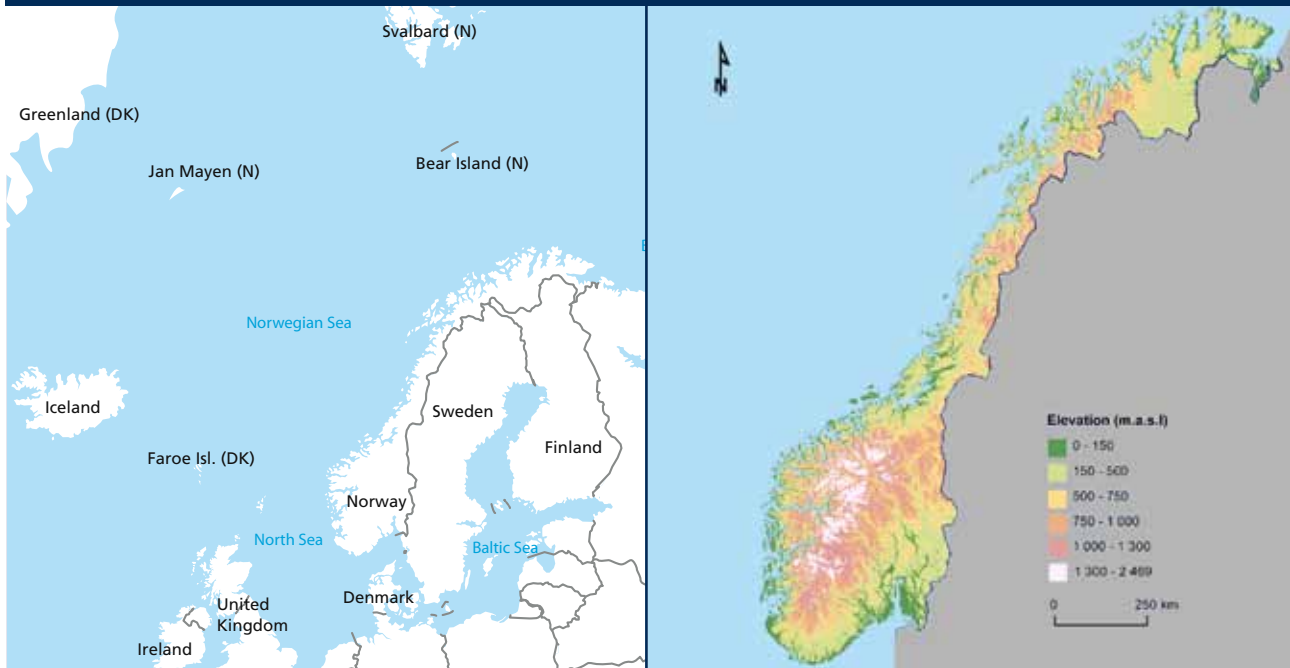 Svalbard (N)
Greenland (DK)
Bear Island (N)
Jan Mayen (N)
Norwegian Sea
Iceland
Sweden
Finland
Faroe Isl. (DK)
Norway
North Sea
Baltic Sea
Denmark
United
Kingdom
Ireland
N
Elevation (m.a.s.l)
0 - 150
150 - 500
500 - 750
750 - 1 000
1 000 - 1 300
1 300 - 2 469
0 250 km